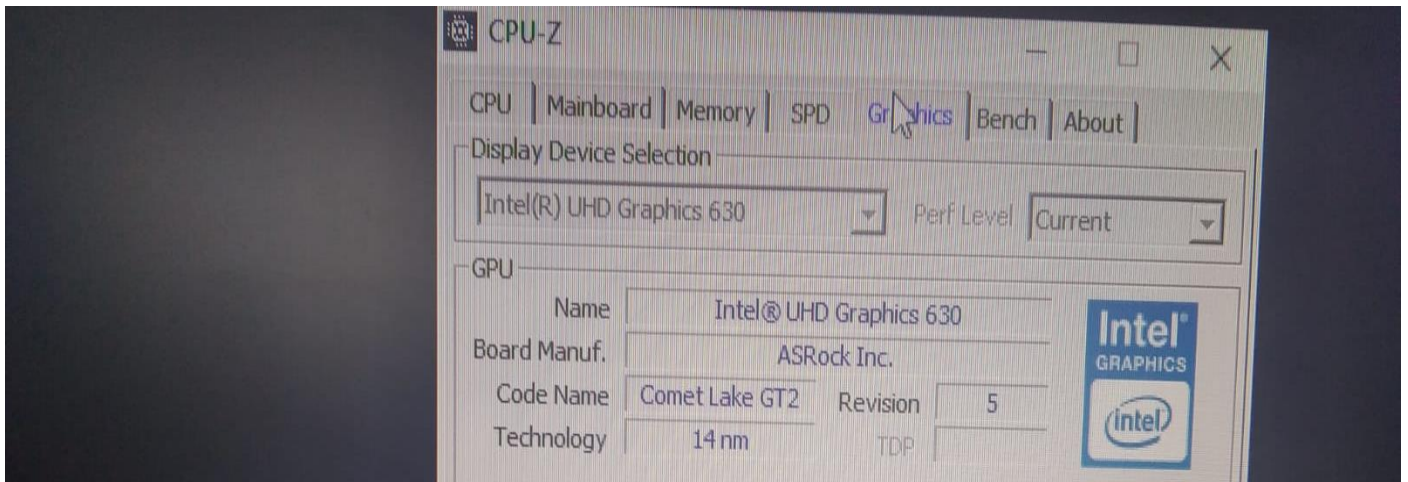 CPU-Z
CPU Mainboard Memory SPD Graphics Bench About
Display Device Selection
Intel(R) UHD Graphics 630 Perf Level Current
GPU
Name Intel® UHD Graphics 630
Board Manuf. ASRock Inc.
Code Name Comet Lake GT2 Revision 5
Technology 14 nm TDP
Intel®
GRAPHICS
intel